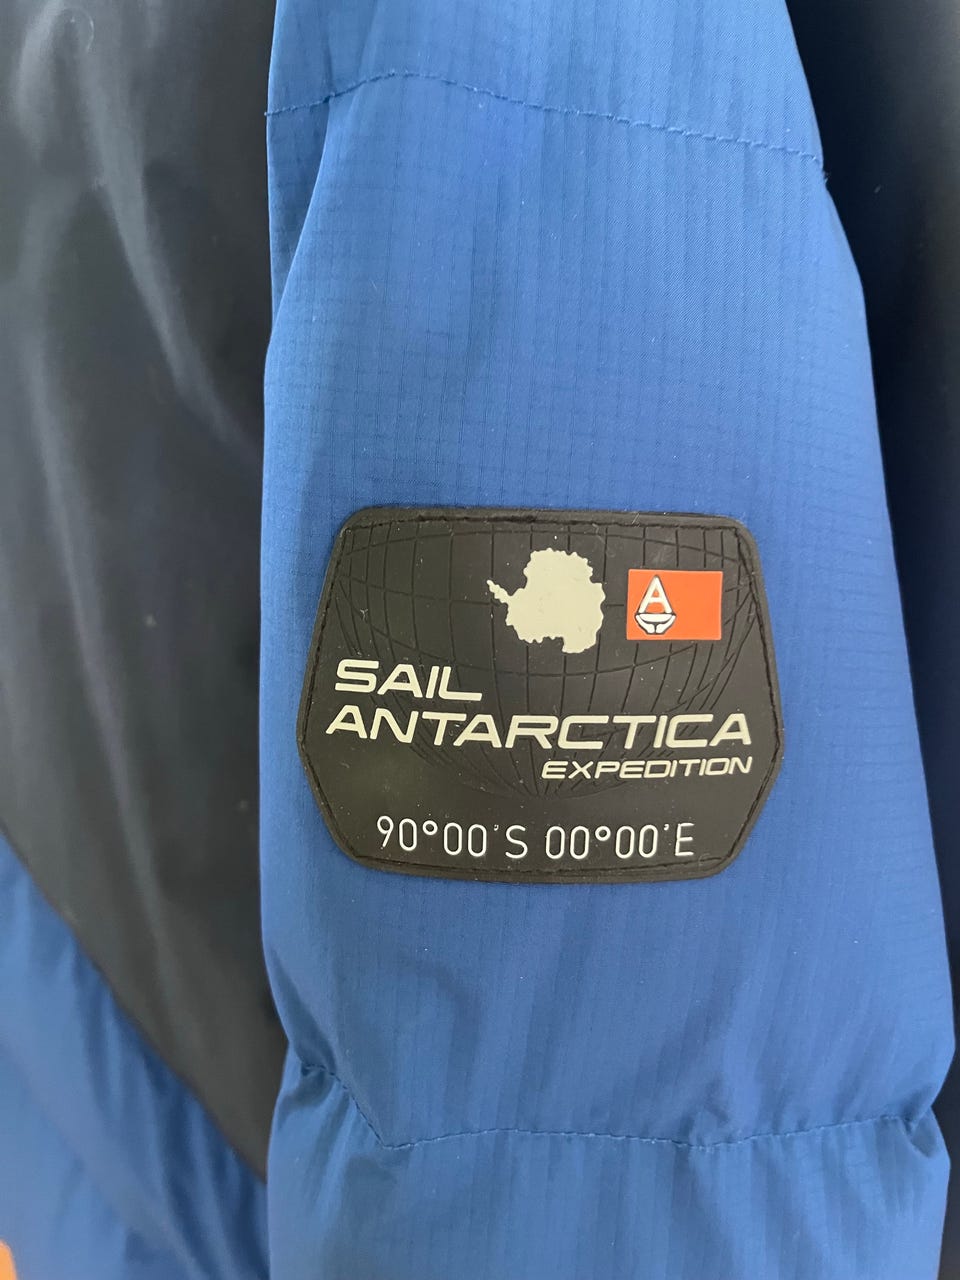 A
SAIL
ANTARCTICA
EXPEDITION
90°00'S 00°00'E